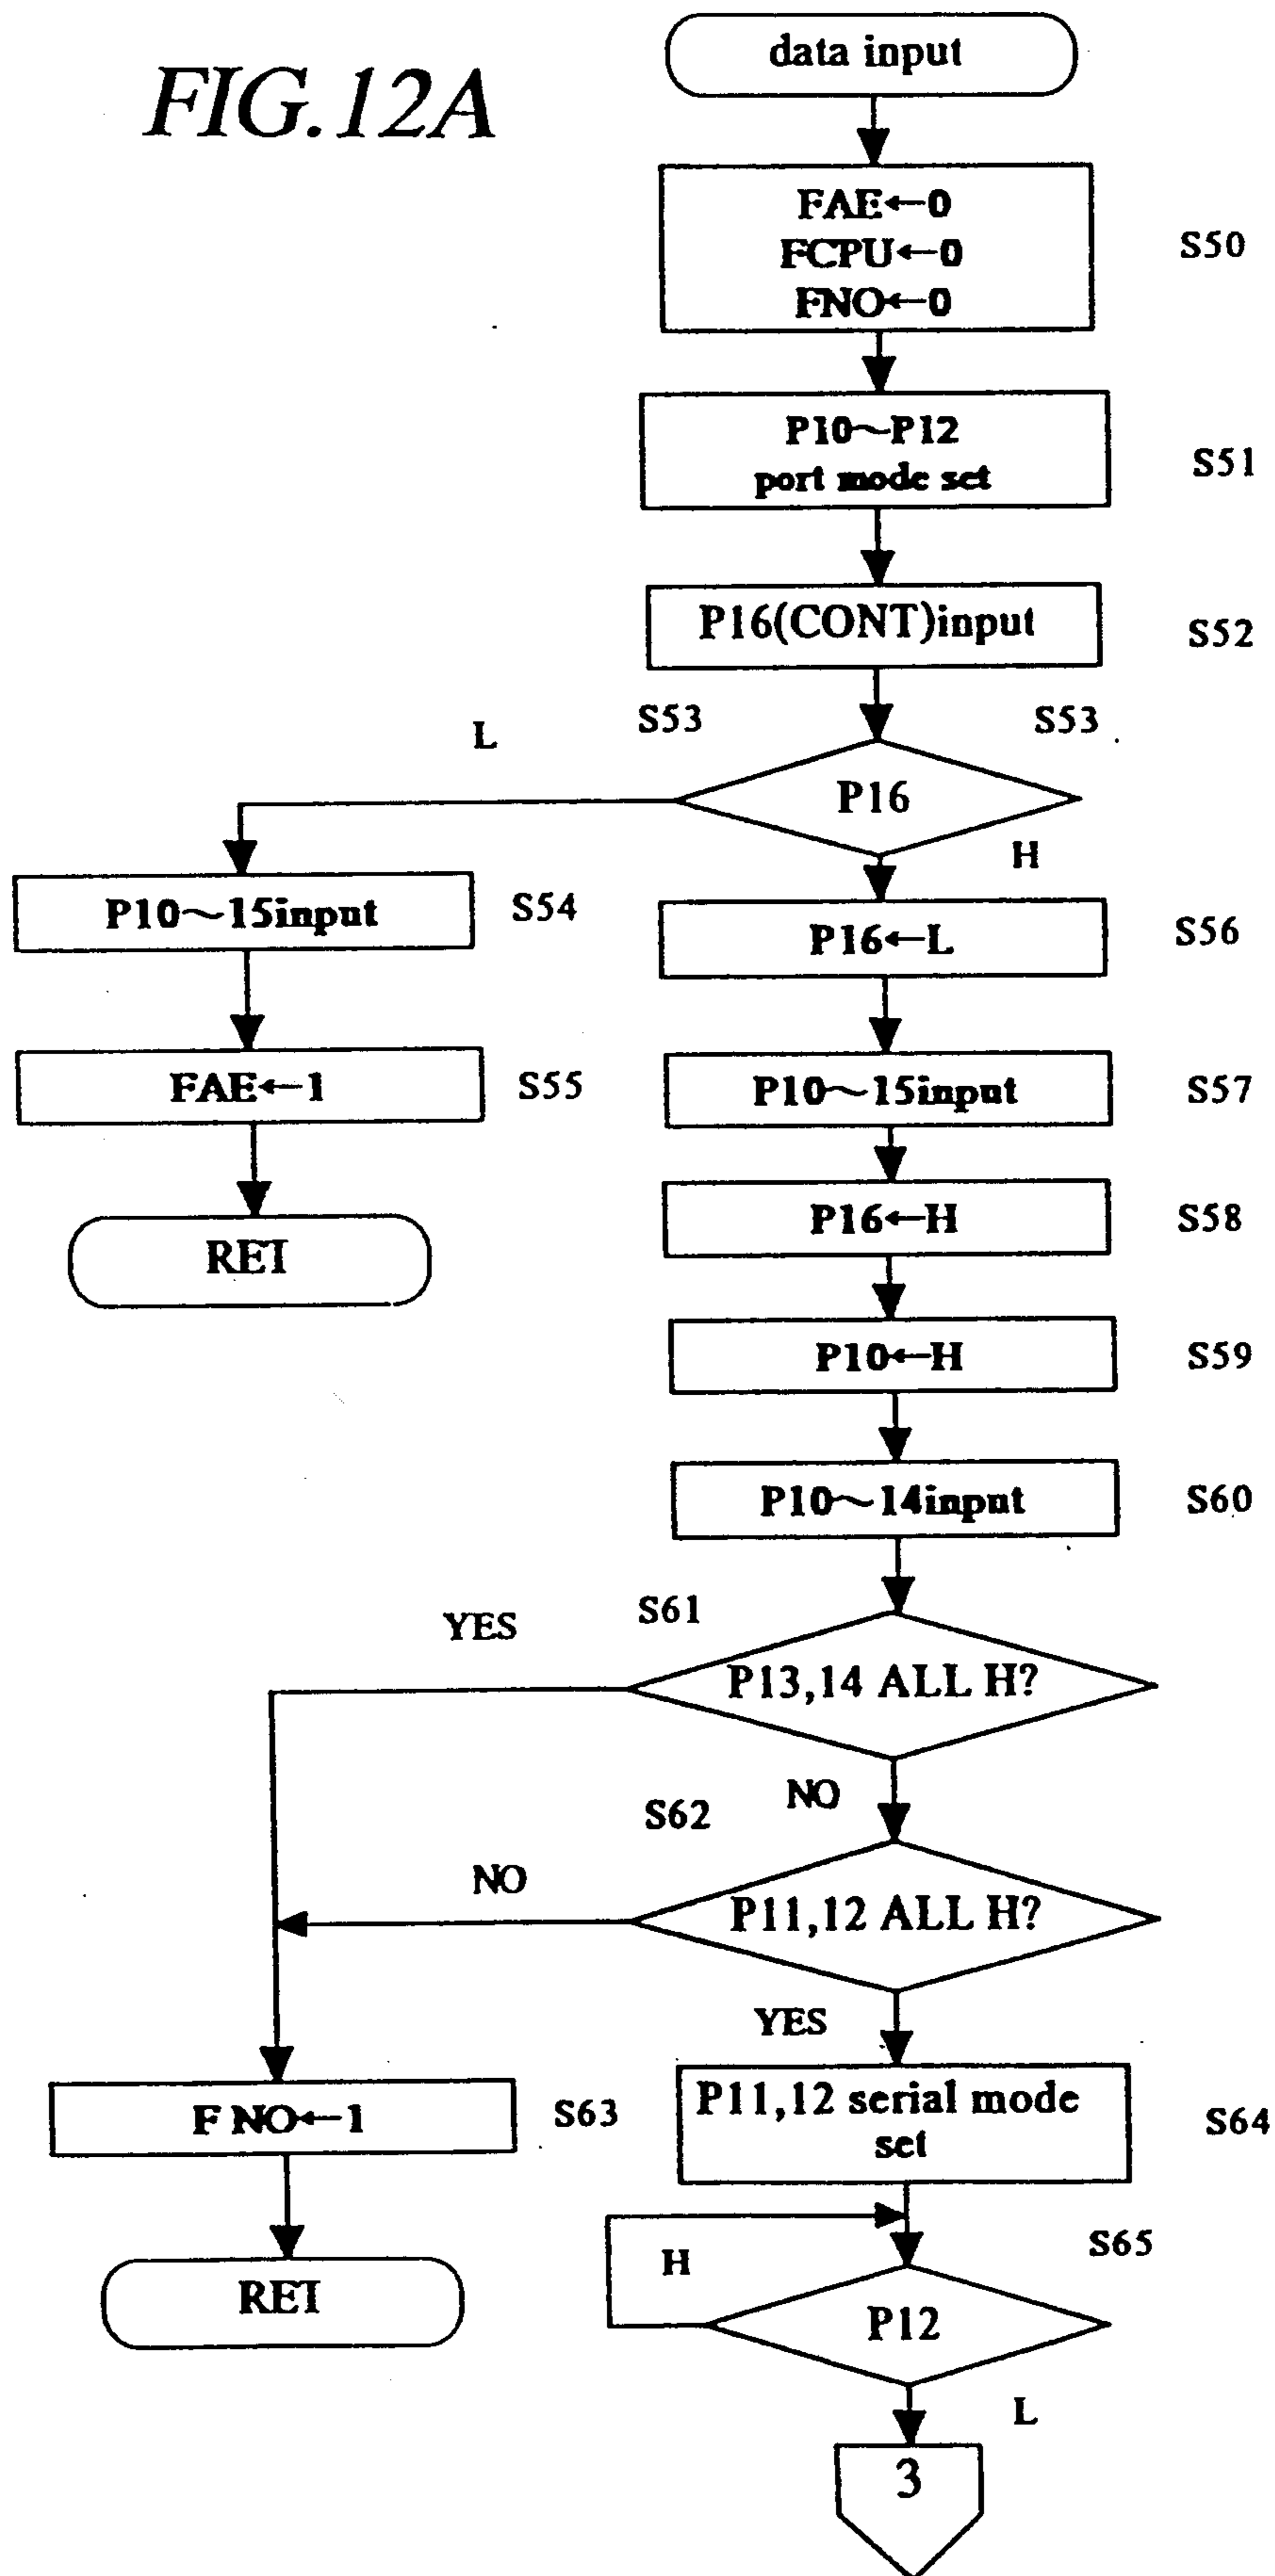 FIG.12A
data input
FAE←0
FCPU←0
FNO←0
S50
P10~P12
port mode set
S51
P16(CONT)input
S52
S53
S53
L
P16
H
P10~15input
S54
P16←L
S56
FAE←1
S55
P10~15input
S57
RET
P16←H
S58
P10←H
S59
P10~14input
S60
YES
S61
P13,14 ALL H?
NO
S62
NO
P11,12 ALL H?
YES
F NO←1
S63
P11,12 serial mode
set
S64
RET
S65
H
P12
L
3